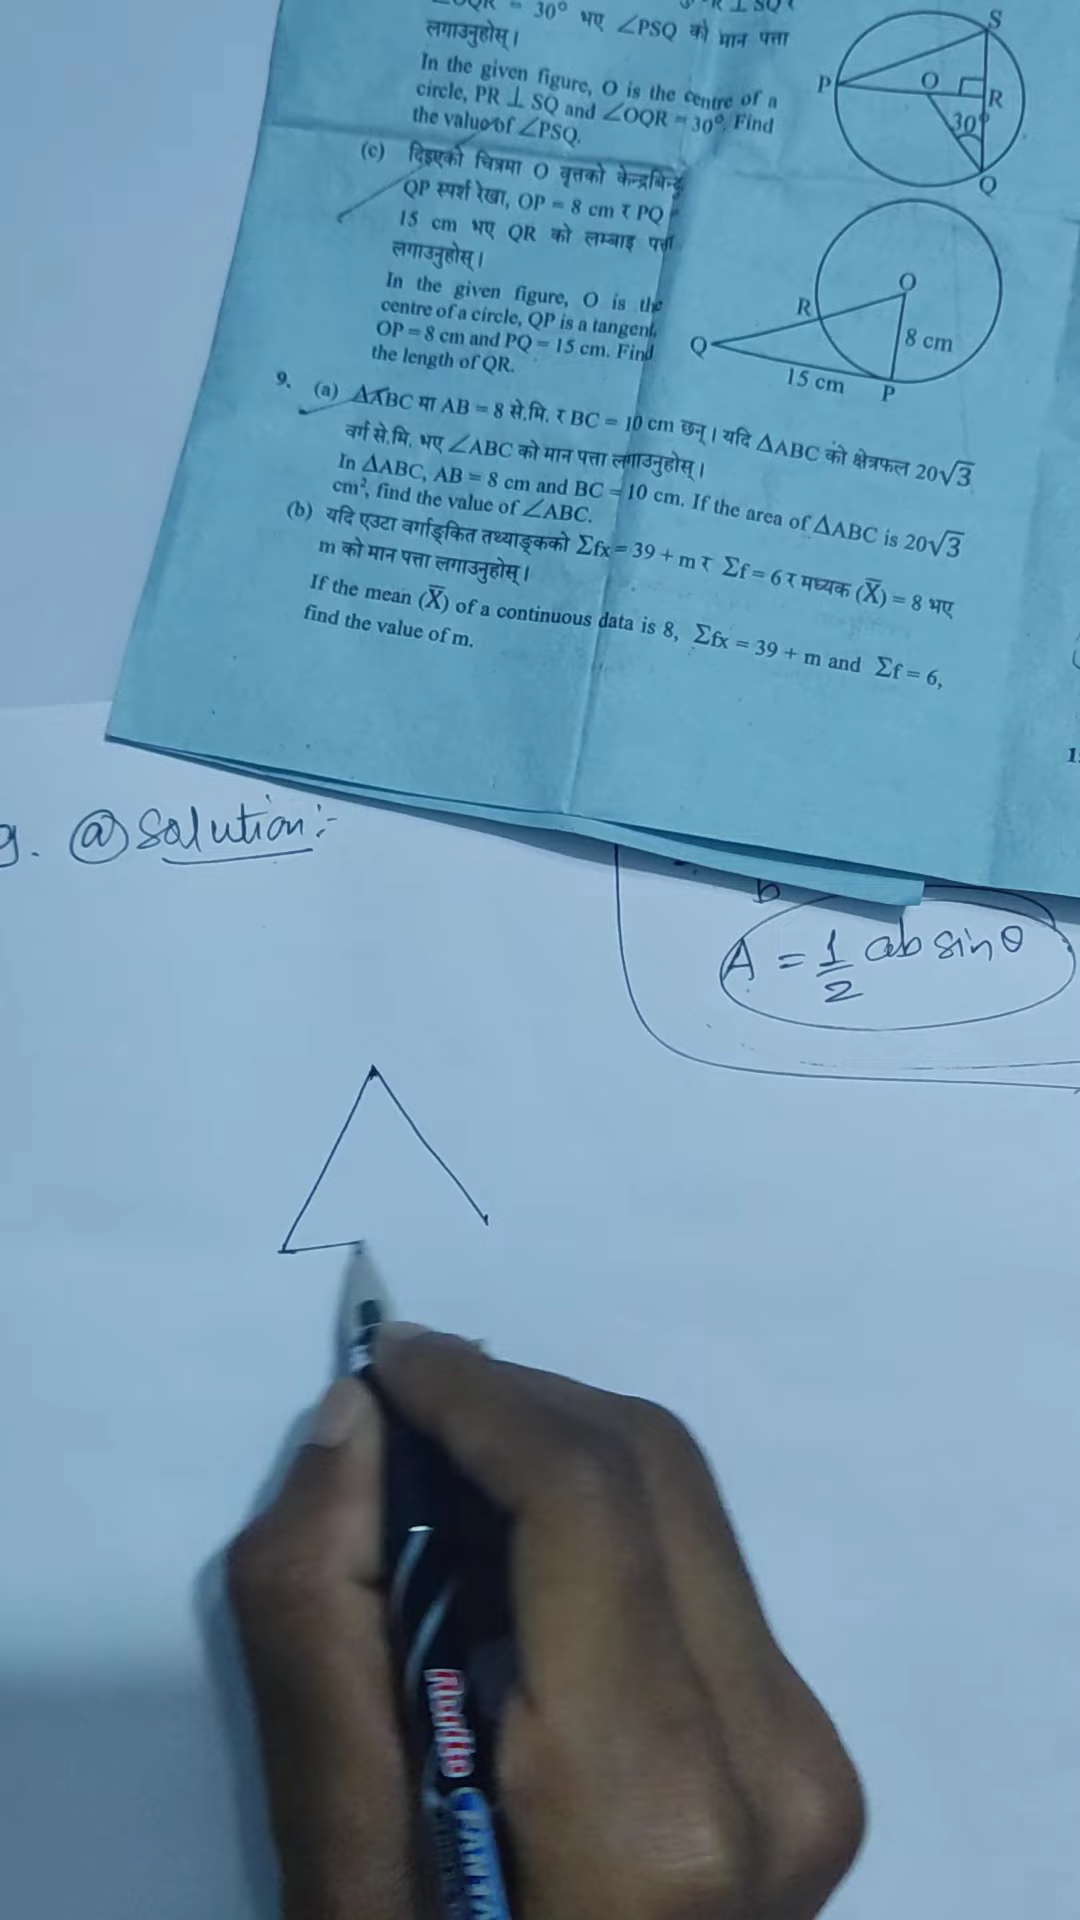 = 30° भए ∠PSQ को मान पत्ता
लगाउनुहोस् ।
In the given figure, O is the centre of a
circle, PR ⊥ SQ and ∠OQR = 30°. Find
the value of ∠PSQ.
S
P
O
R
30°
Q
(c) दिइएको चित्रमा O वृत्तको केन्द्रबिन्दु
QP स्पर्श रेखा, OP = 8 cm र PQ
15 cm भए QR को लम्बाइ पत्ता
लगाउनुहोस् ।
In the given figure, O is the
centre of a circle, QP is a tangent,
OP = 8 cm and PQ = 15 cm. Find
the length of QR.
O
R
8 cm
Q
15 cm
P
9. (a) ΔABC मा AB = 8 से.मि. र BC = 10 cm छन् । यदि ΔABC को क्षेत्रफल 20√3
वर्ग से.मि. भए ∠ABC को मान पत्ता लगाउनुहोस् ।
In ΔABC, AB = 8 cm and BC = 10 cm. If the area of ΔABC is 20√3
cm², find the value of ∠ABC.
(b) यदि एउटा वर्गाङ्कित तथ्याङ्कको Σfx = 39 + m र Σf = 6 र मध्यक (X̄) = 8 भए
m को मान पत्ता लगाउनुहोस् ।
If the mean (X̄) of a continuous data is 8, Σfx = 39 + m and Σf = 6,
find the value of m.
9. (a) Solution:-
b
A = 1/2 ab sinθ